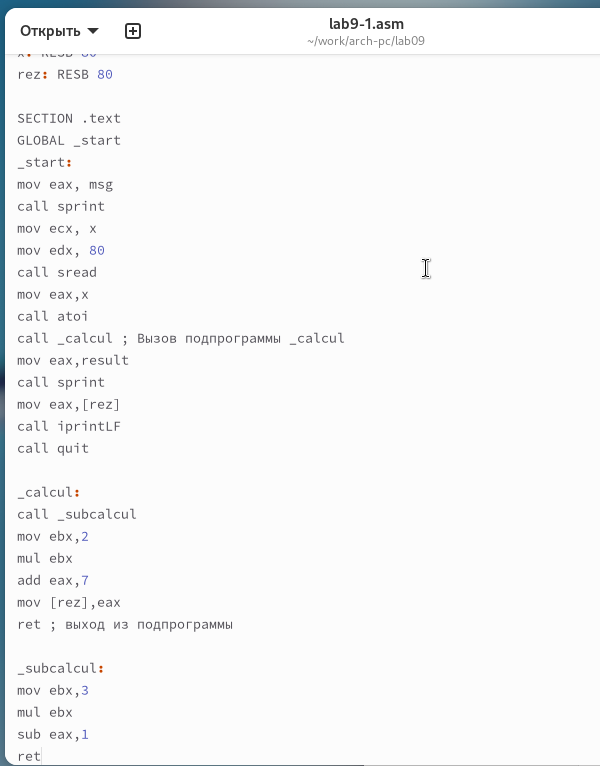 Открыть
lab9-1.asm
~/work/arch-pc/lab09
x: RESB 80
rez: RESB 80
SECTION .text
GLOBAL _start
_start:
mov eax, msg
call sprint
mov ecx, x
mov edx, 80
call sread
mov eax,x
call atoi
call _calcul ; Вызов подпрограммы _calcul
mov eax,result
call sprint
mov eax,[rez]
call iprintLF
call quit
_calcul:
call _subcalcul
mov ebx,2
mul ebx
add eax,7
mov [rez],eax
ret ; выход из подпрограммы
_subcalcul:
mov ebx,3
mul ebx
sub eax,1
ret